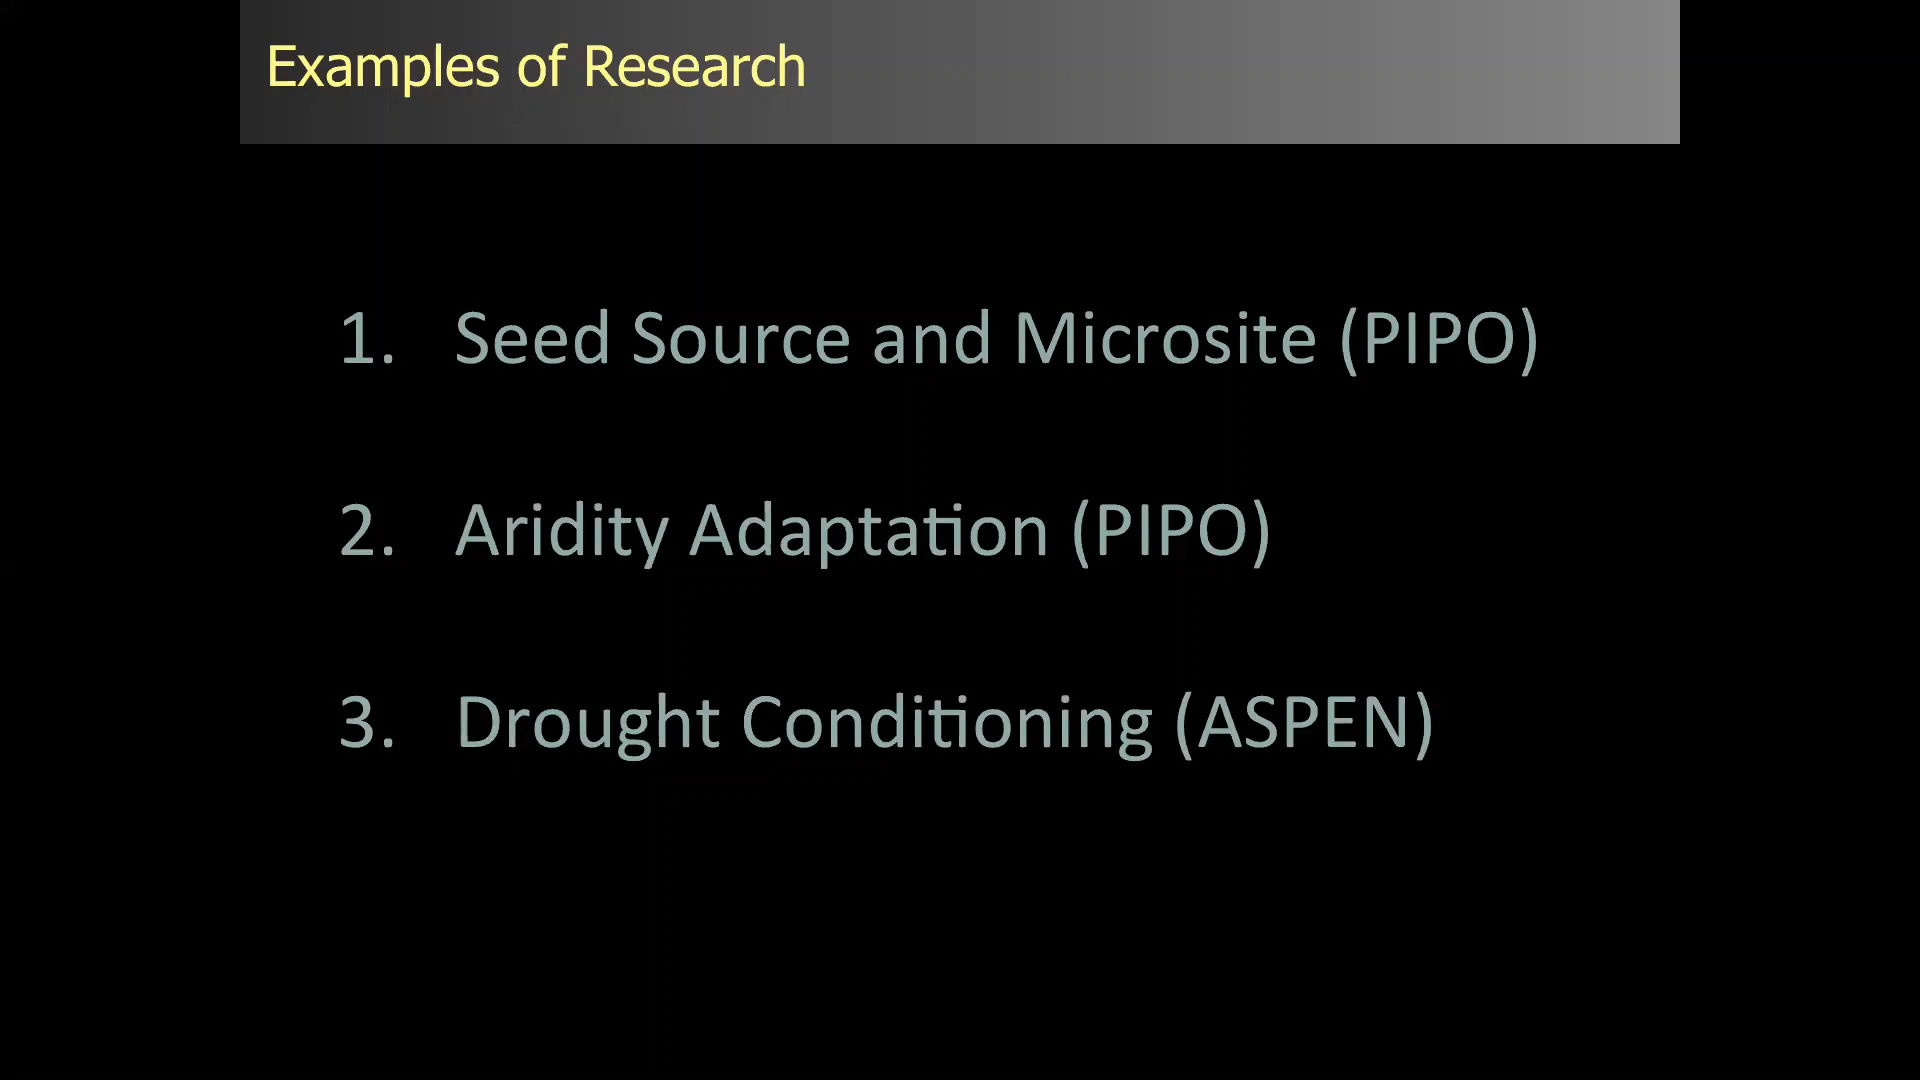 Examples of Research
1. Seed Source and Microsite (PIPO)
2. Aridity Adaptation (PIPO)
3. Drought Conditioning (ASPEN)